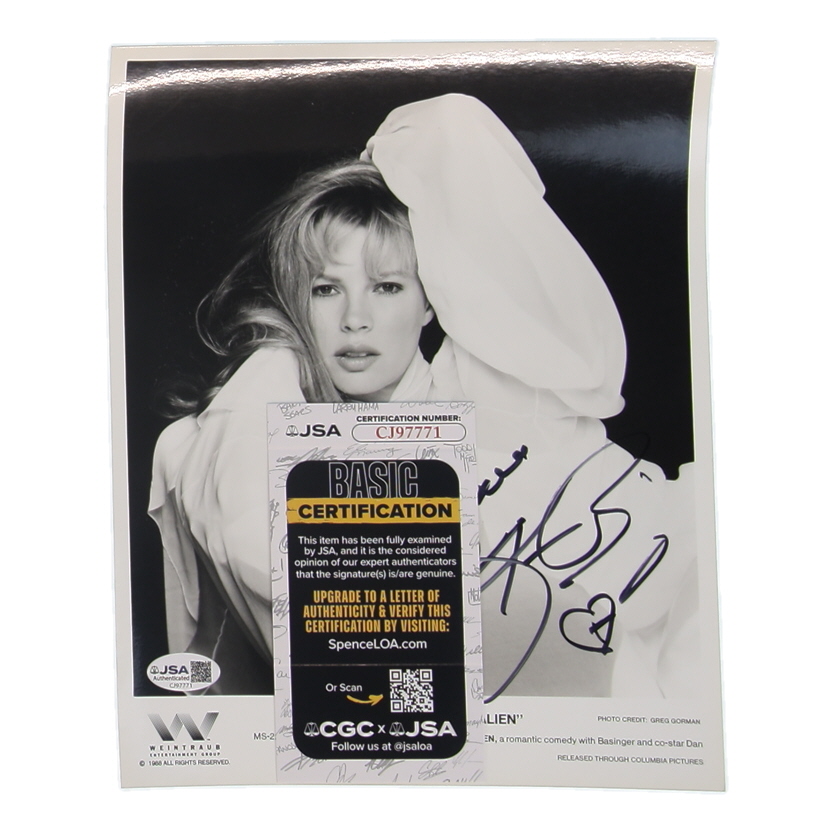 JSA
CERTIFICATION NUMBER:
CJ97771
BASIC
CERTIFICATION
This item has been fully examined
by JSA, and it is the considered
opinion of our expert authenticators
that the signature(s) is/are genuine.
UPGRADE TO A LETTER OF
AUTHENTICITY & VERIFY THIS
CERTIFICATION BY VISITING:
SpenceLOA.com
Or Scan
CGC x JSA
Follow us at @jsaloa
JSA
Authenticated
CJ97771
WEINTRAUB
ENTERTAINMENT GROUP
© 1988 ALL RIGHTS RESERVED.
MS-2
ALIEN"
PHOTO CREDIT: GREG GORMAN
EN, a romantic comedy with Basinger and co-star Dan
RELEASED THROUGH COLUMBIA PICTURES